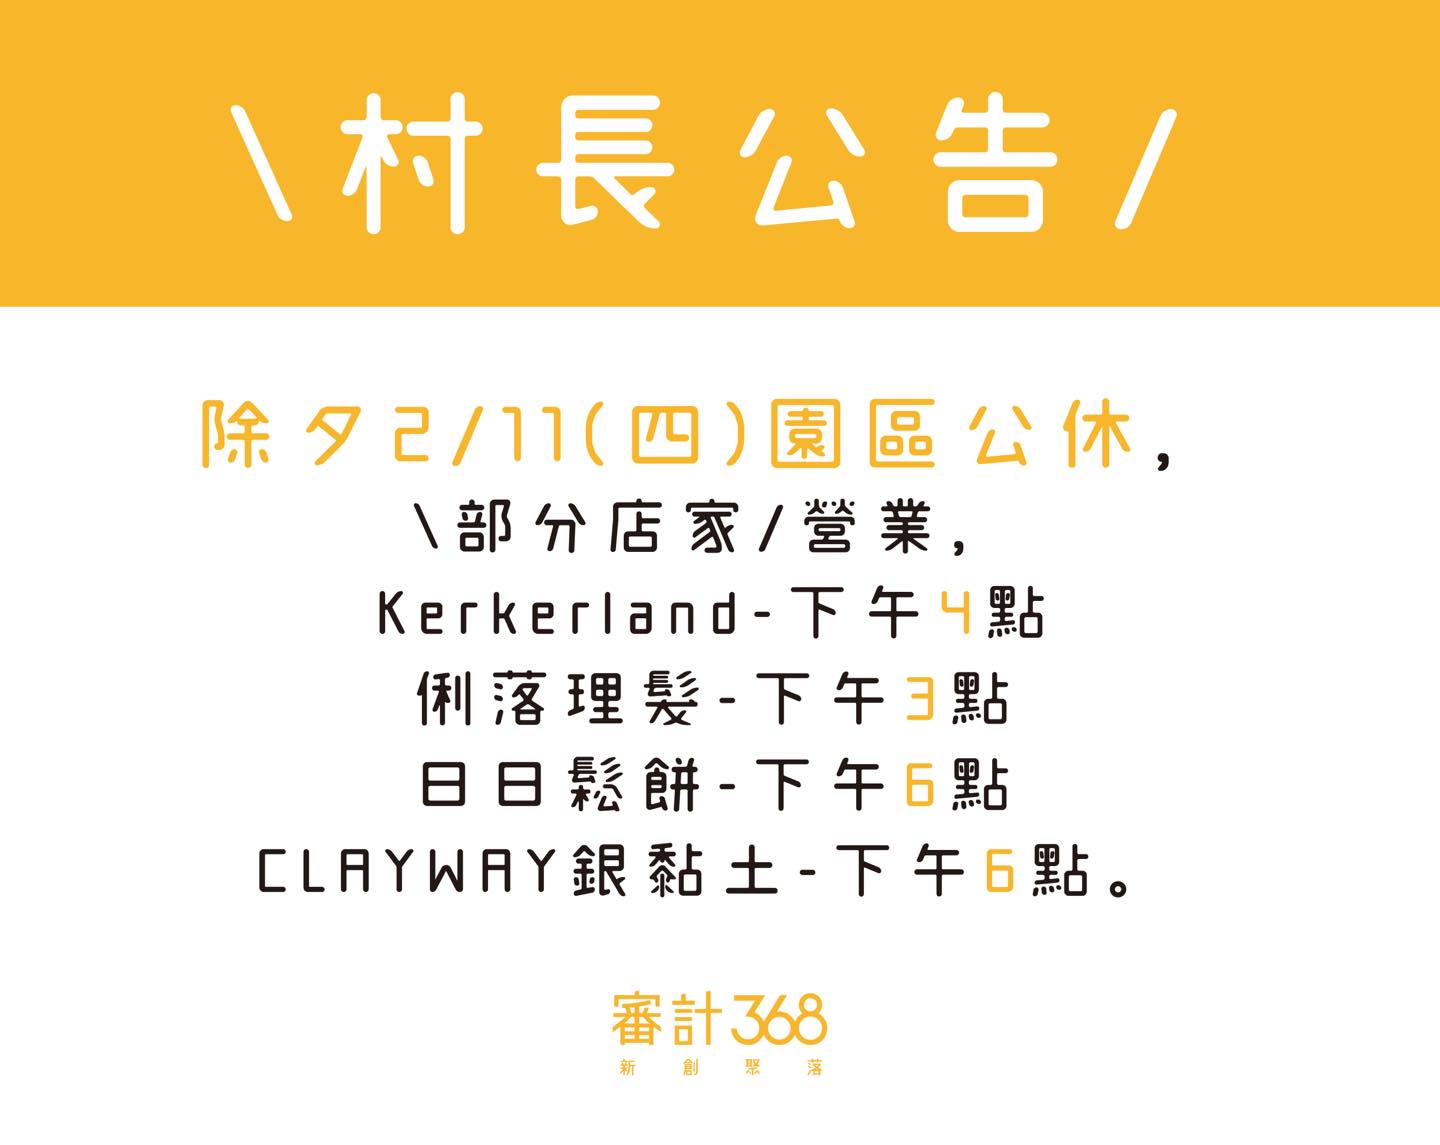 \村長公告/
除夕2/11(四)園區公休,
\部分店家/營業,
Kerkerland-下午4點
俐落理髮-下午3點
日日鬆餅-下午6點
CLAYWAY銀黏土-下午6點。
審計368
新創聚落